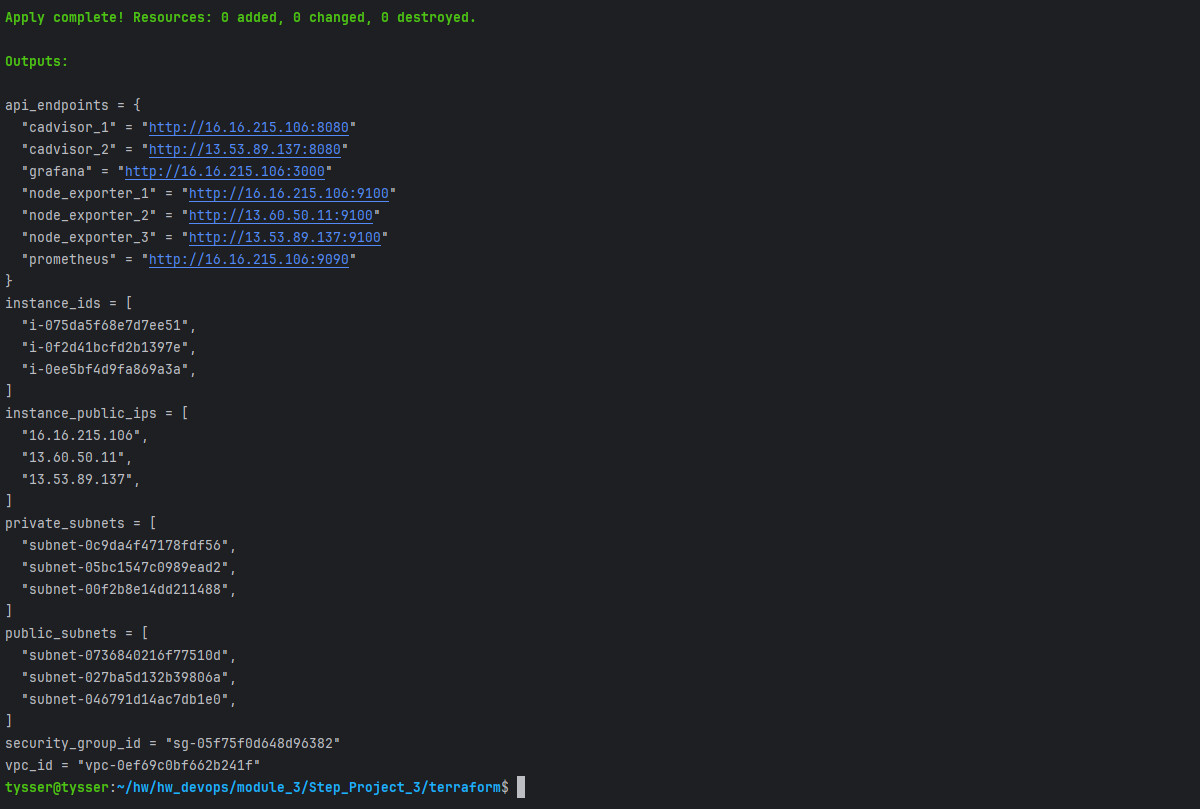 Apply complete! Resources: 0 added, 0 changed, 0 destroyed.
Outputs:
api_endpoints = {
"cadvisor_1" = "http://16.16.215.106:8080"
"cadvisor_2" = "http://13.53.89.137:8080"
"grafana" = "http://16.16.215.106:3000"
"node_exporter_1" = "http://16.16.215.106:9100"
"node_exporter_2" = "http://13.60.50.11:9100"
"node_exporter_3" = "http://13.53.89.137:9100"
"prometheus" = "http://16.16.215.106:9090"
}
instance_ids = [
"i-075da5f68e7d7ee51",
"i-0f2d41bcfd2b1397e",
"i-0ee5bf4d9fa869a3a",
]
instance_public_ips = [
"16.16.215.106",
"13.60.50.11",
"13.53.89.137",
]
private_subnets = [
"subnet-0c9da4f47178fdf56",
"subnet-05bc1547c0989ead2",
"subnet-00f2b8e14dd211488",
]
public_subnets = [
"subnet-0736840216f77510d",
"subnet-027ba5d132b39806a",
"subnet-046791d14ac7db1e0",
]
security_group_id = "sg-05f75f0d648d96382"
vpc_id = "vpc-0ef69c0bf662b241f"
tysser@tysser:~/hw/hw_devops/module_3/Step_Project_3/terraform$